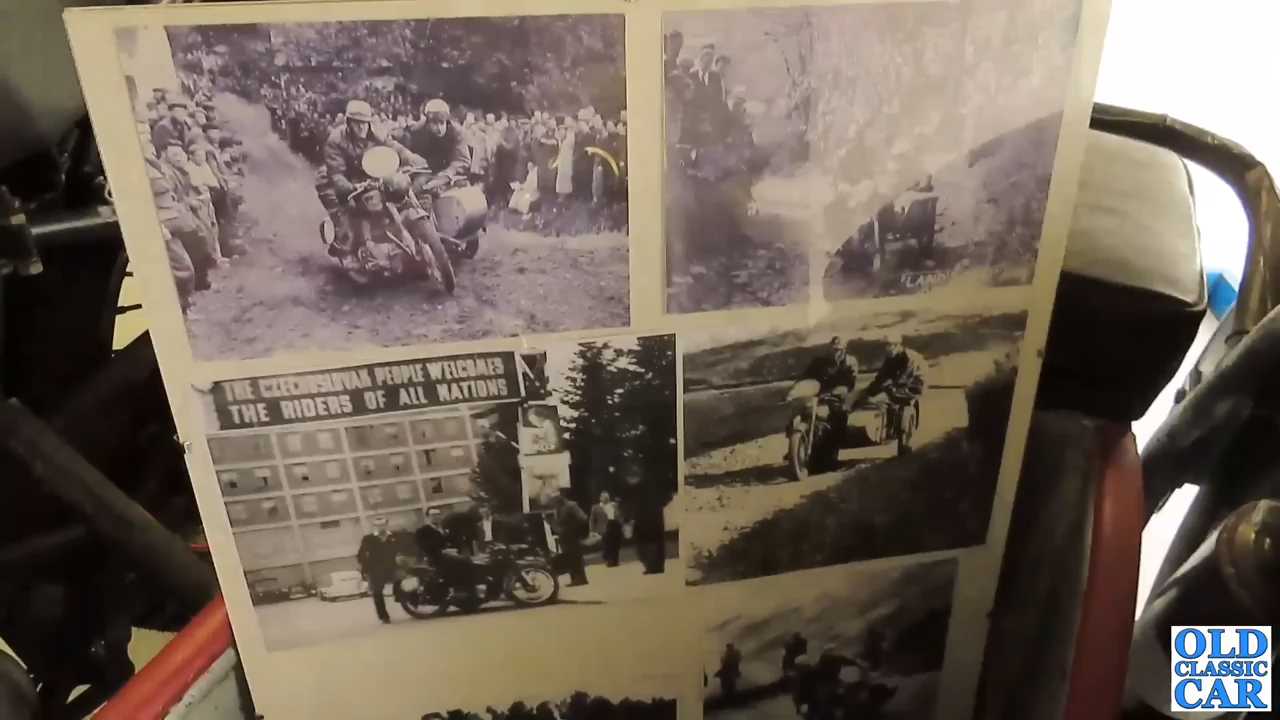 THE CZECHOSLOVAK PEOPLE WELCOMES
THE RIDERS OF ALL NATIONS
OLD
CLASSIC
CAR